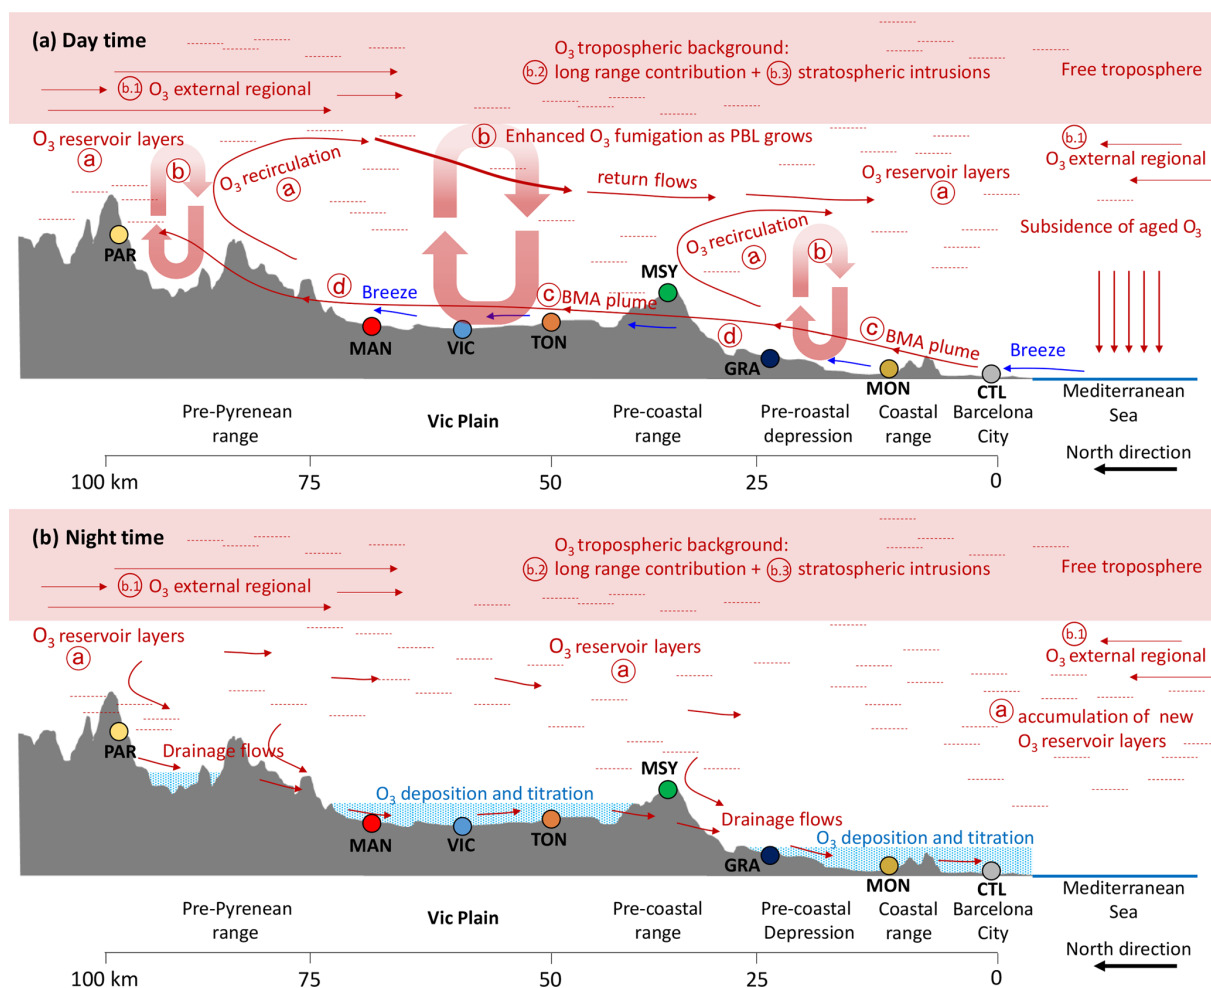 (a) Day time
O3 tropospheric background:
b.2 long range contribution + b.3 stratospheric intrusions
Free troposphere
b.1 O3 external regional
O3 reservoir layers
a
b
O3 recirculation
a
b Enhanced O3 fumigation as PBL grows
return flows
O3 reservoir layers
a
b.1
O3 external regional
Subsidence of aged O3
O3 recirculation
a
b
PAR
MSY
d
Breeze
c BMA plume
MAN
VIC
TON
d
c BMA plume
GRA
MON
CTL
Breeze
Pre-Pyrenean
range
Vic Plain
Pre-coastal
range
Pre-roastal
depression
Coastal
range
Barcelona
City
Mediterranean
Sea
North direction
100 km
75
50
25
0
(b) Night time
O3 tropospheric background:
b.2 long range contribution + b.3 stratospheric intrusions
Free troposphere
b.1 O3 external regional
O3 reservoir layers
a
O3 reservoir layers
a
b.1
O3 external regional
a accumulation of new
O3 reservoir layers
PAR
Drainage flows
MSY
O3 deposition and titration
MAN
VIC
TON
Drainage flows
O3 deposition and titration
GRA
MON
CTL
Pre-Pyrenean
range
Vic Plain
Pre-coastal
range
Pre-coastal
Depression
Coastal
range
Barcelona
City
Mediterranean
Sea
North direction
100 km
75
50
25
0